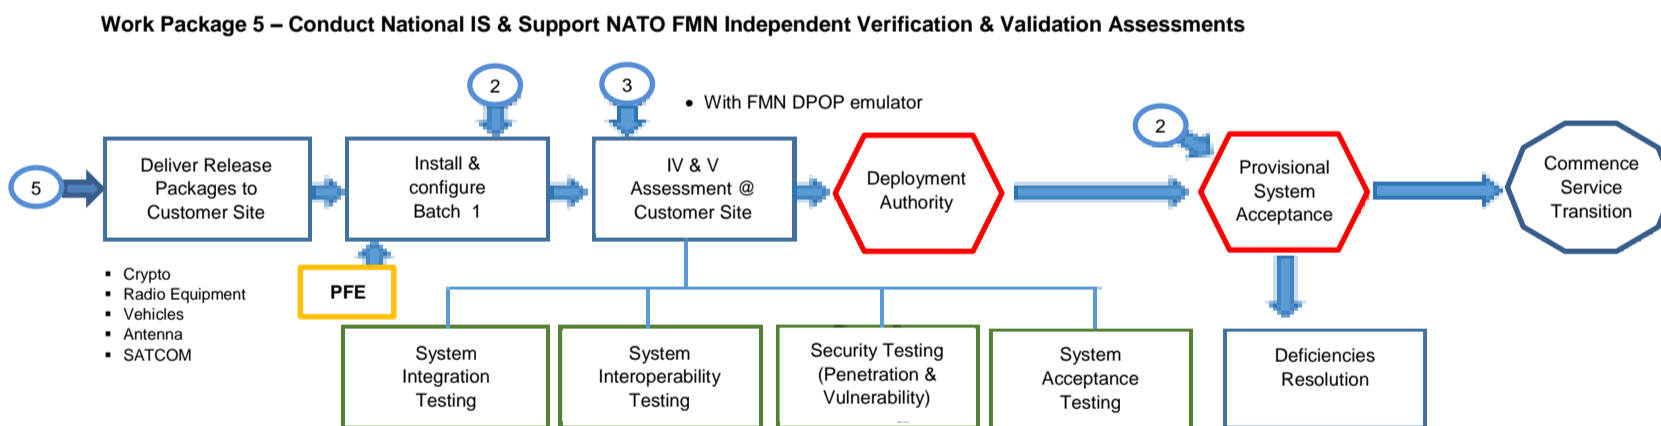 Work Package 5 – Conduct National IS & Support NATO FMN Independent Verification & Validation Assessments
2
3
• With FMN DPOP emulator
2
5
Deliver Release
Packages to
Customer Site
Install &
configure
Batch 1
IV & V
Assessment @
Customer Site
Deployment
Authority
Provisional
System
Acceptance
Commence
Service
Transition
▪ Crypto
▪ Radio Equipment
▪ Vehicles
▪ Antenna
▪ SATCOM
PFE
System
Integration
Testing
System
Interoperability
Testing
Security Testing
(Penetration &
Vulnerability)
System
Acceptance
Testing
Deficiencies
Resolution